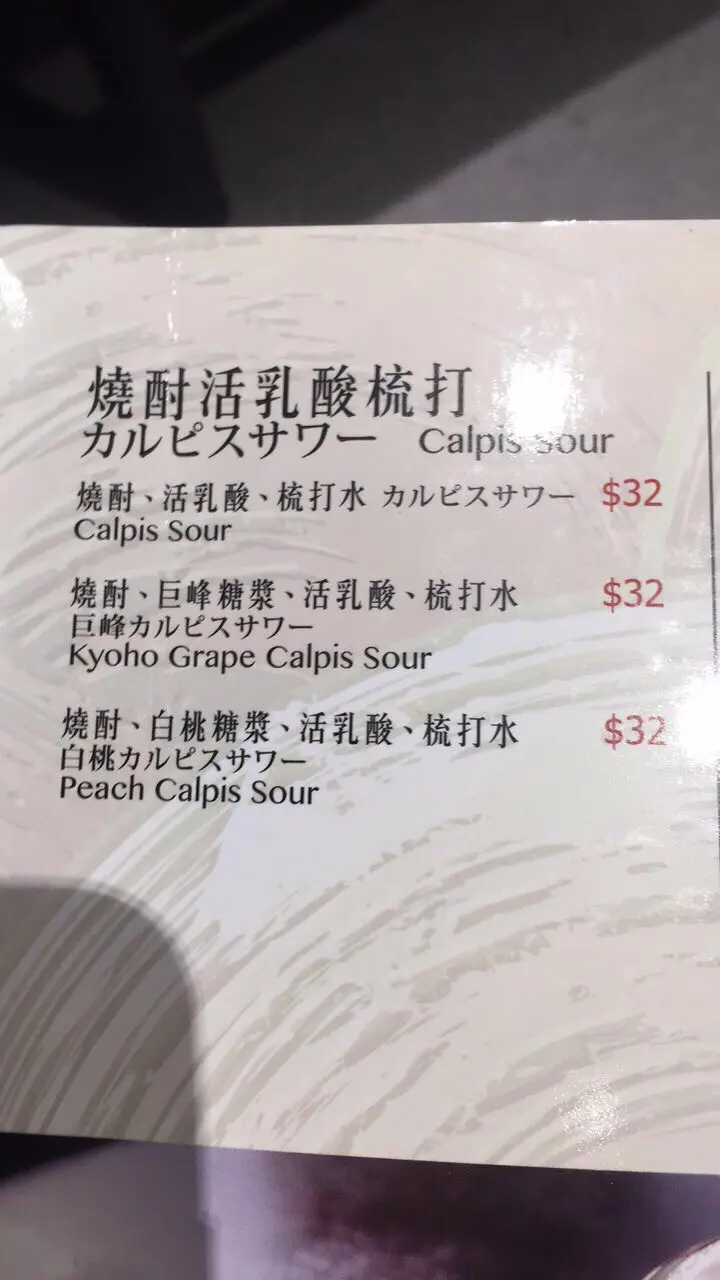 燒酎活乳酸梳打
カルピスサワー Calpis Sour
燒酎、活乳酸、梳打水 カルピスサワー $32
Calpis Sour
燒酎、巨峰糖漿、活乳酸、梳打水 $32
巨峰カルピスサワー
Kyoho Grape Calpis Sour
燒酎、白桃糖漿、活乳酸、梳打水 $32
白桃カルピスサワー
Peach Calpis Sour